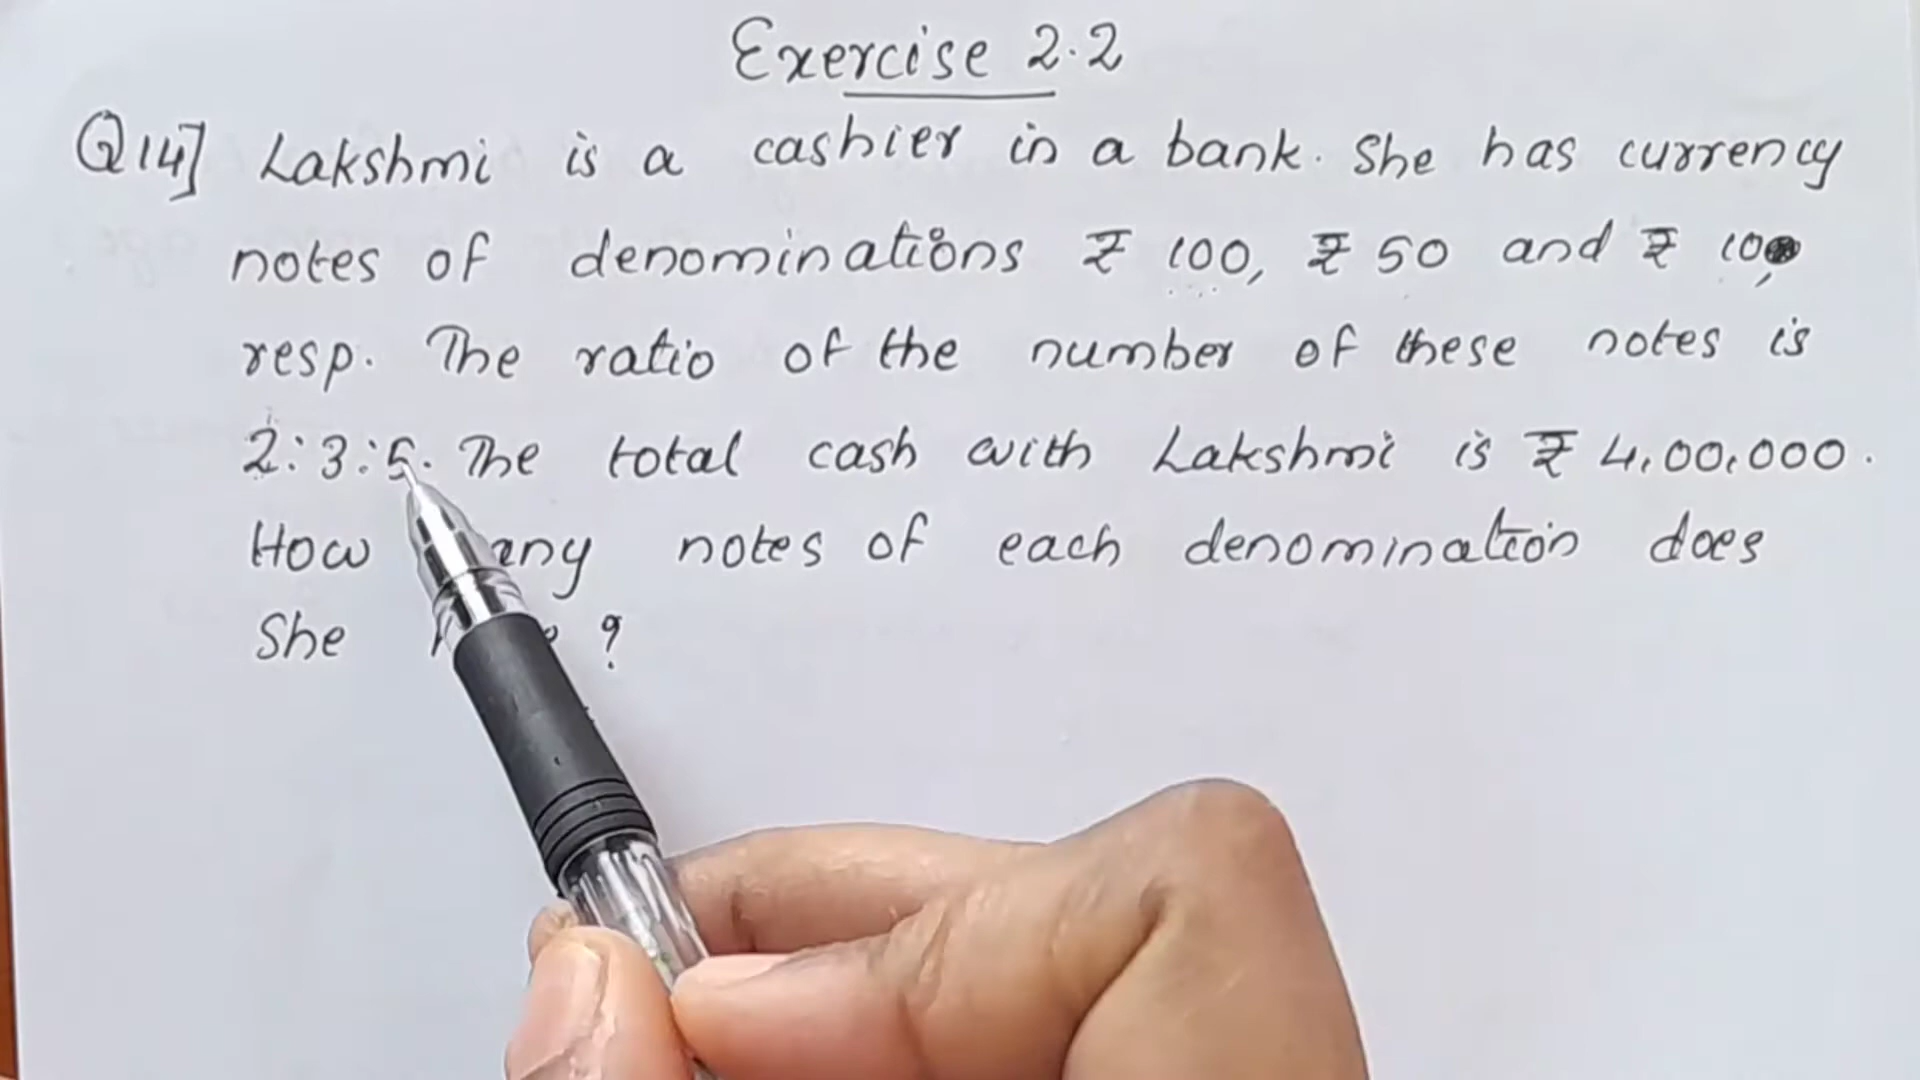 Exercise 2.2
Q14] Lakshmi is a cashier in a bank. She has currency
notes of denominations ₹ 100, ₹ 50 and ₹ 10,
resp. The ratio of the number of these notes is
2:3:5. The total cash with Lakshmi is ₹ 4,00,000.
How any notes of each denomination does
She ?